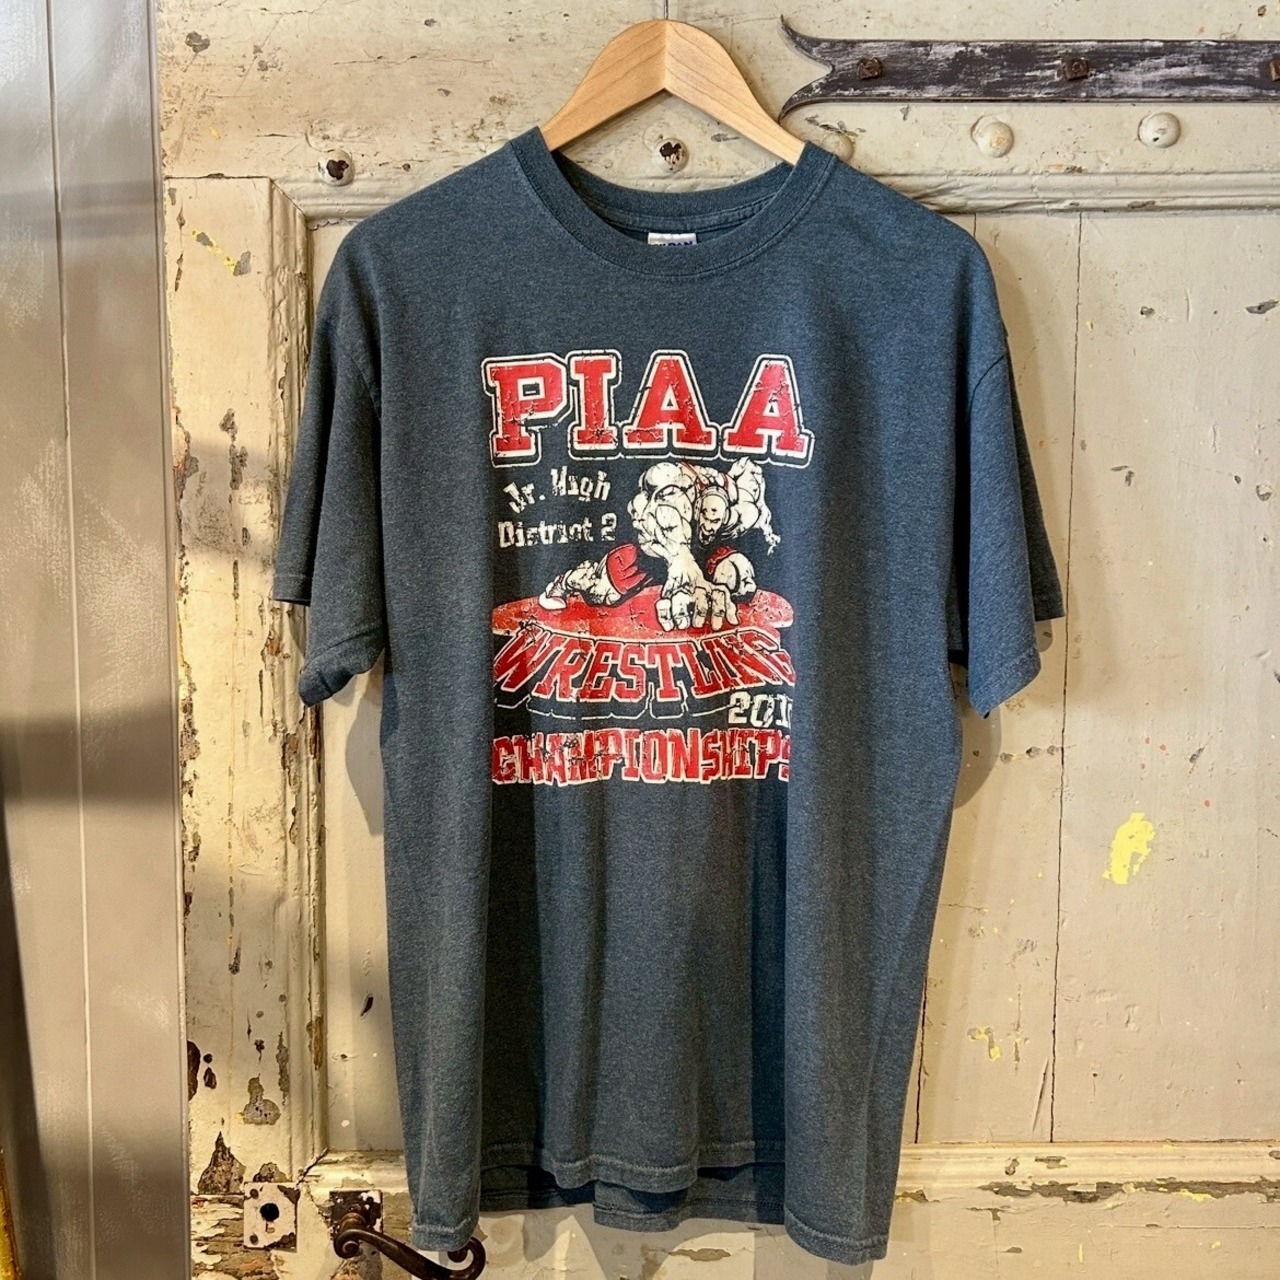 PIAA
Jr. High
District 2
WRESTLING
CHAMPIONSHIPS